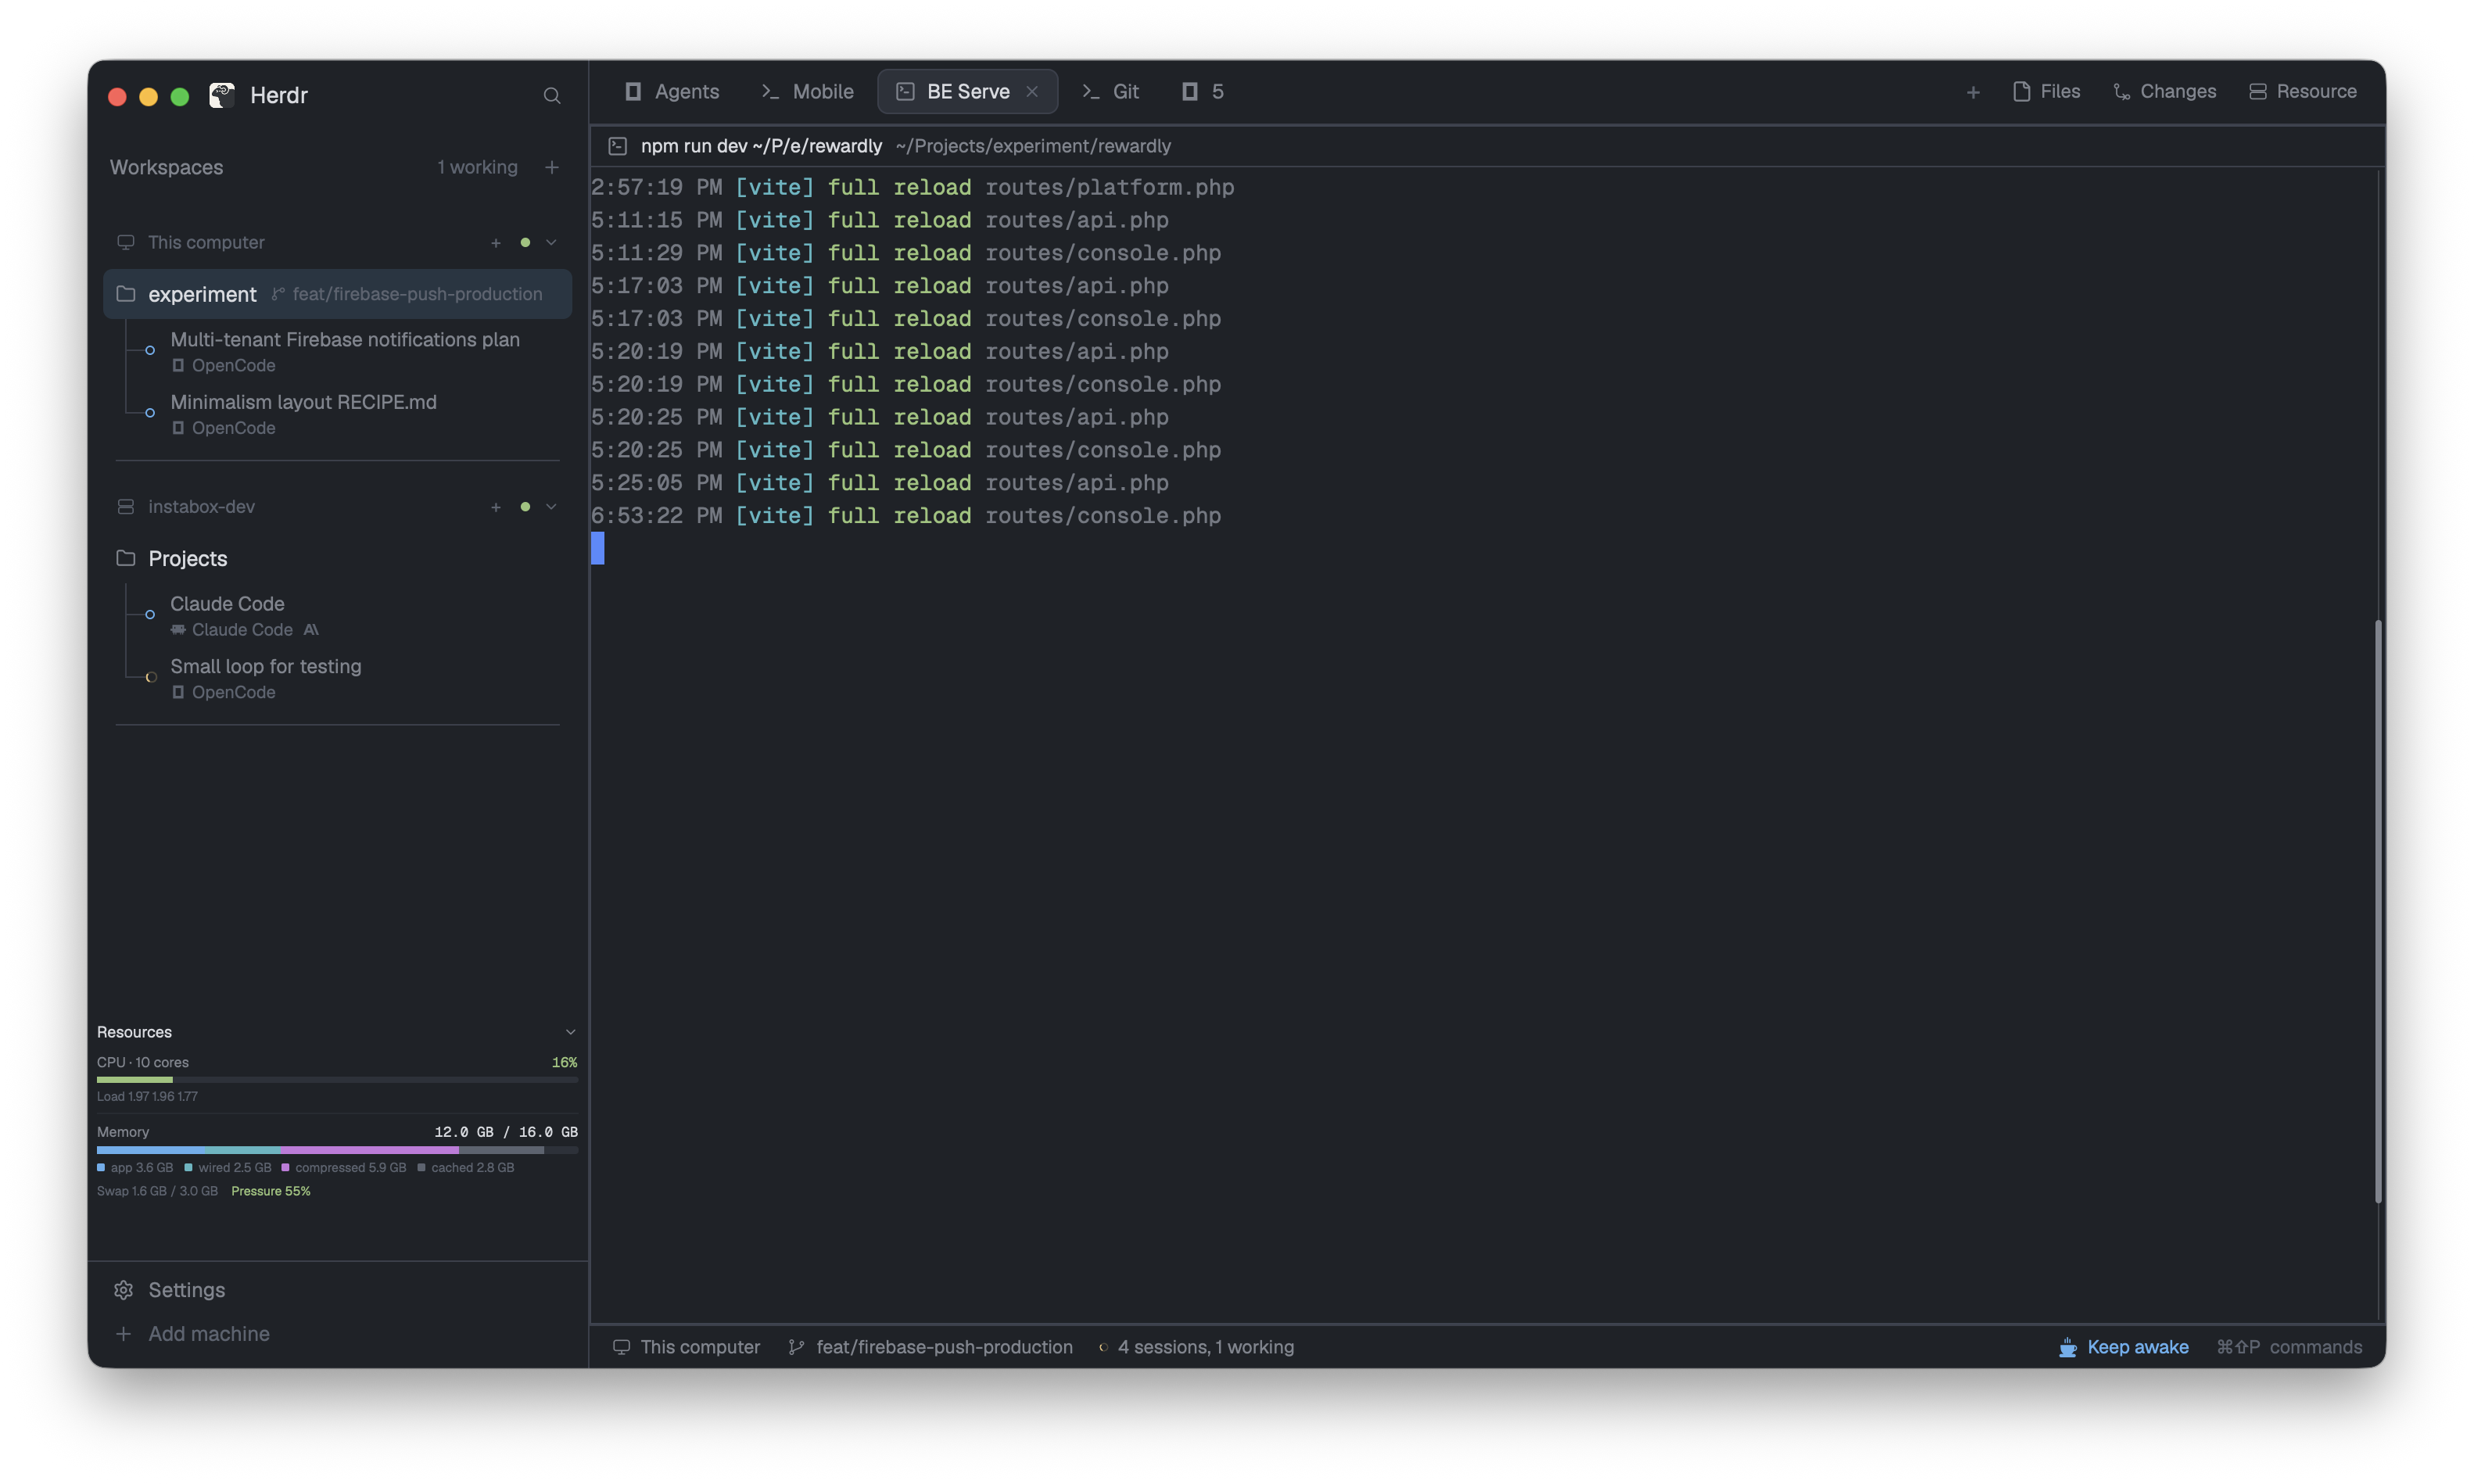 Herdr
Workspaces 1 working
This computer
experiment feat/firebase-push-production
Multi-tenant Firebase notifications plan
OpenCode
Minimalism layout RECIPE.md
OpenCode
instabox-dev
Projects
Claude Code
Claude Code
Small loop for testing
OpenCode
Resources
CPU · 10 cores 16%
Load 1.97 1.96 1.77
Memory 12.0 GB / 16.0 GB
app 3.6 GB wired 2.5 GB compressed 5.9 GB cached 2.8 GB
Swap 1.6 GB / 3.0 GB Pressure 55%
Settings
+ Add machine
Agents Mobile BE Serve × Git 5 + Files Changes Resource
npm run dev ~/P/e/rewardly ~/Projects/experiment/rewardly
2:57:19 PM [vite] full reload routes/platform.php
5:11:15 PM [vite] full reload routes/api.php
5:11:29 PM [vite] full reload routes/console.php
5:17:03 PM [vite] full reload routes/api.php
5:17:03 PM [vite] full reload routes/console.php
5:20:19 PM [vite] full reload routes/api.php
5:20:19 PM [vite] full reload routes/console.php
5:20:25 PM [vite] full reload routes/api.php
5:20:25 PM [vite] full reload routes/console.php
5:25:05 PM [vite] full reload routes/api.php
6:53:22 PM [vite] full reload routes/console.php
This computer feat/firebase-push-production 4 sessions, 1 working Keep awake ⌘⇧P commands